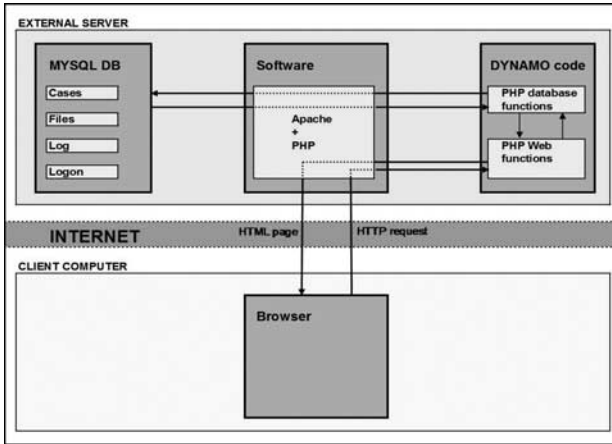 EXTERNAL SERVER
MYSQL DB
Cases
Files
Log
Logon
Software
Apache
+
PHP
DYNAMO code
PHP database
functions
PHP Web
functions
INTERNET
HTML page
HTTP request
CLIENT COMPUTER
Browser